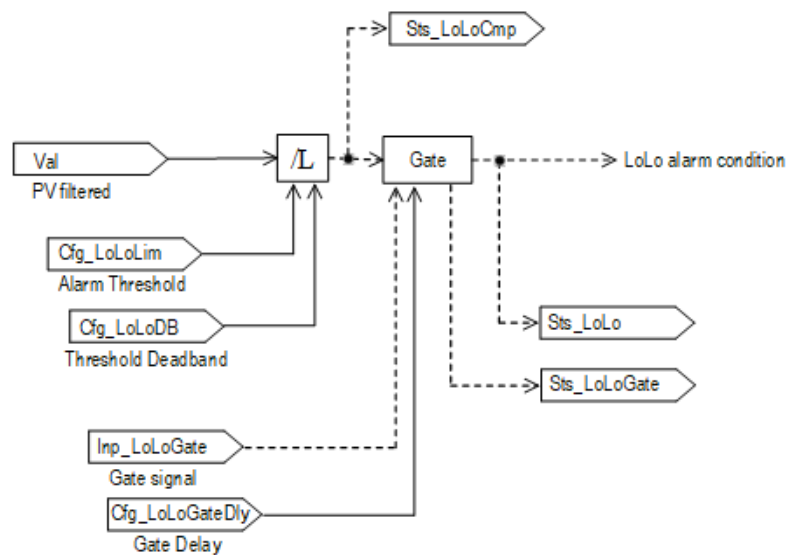 Sts_LoLoCmp
Val
PV filtered
/L
Gate
LoLo alarm condition
Cfg_LoLoLim
Alarm Threshold
Cfg_LoLoDB
Threshold Deadband
Sts_LoLo
Sts_LoLoGate
Inp_LoLoGate
Gate signal
Cfg_LoLoGateDly
Gate Delay